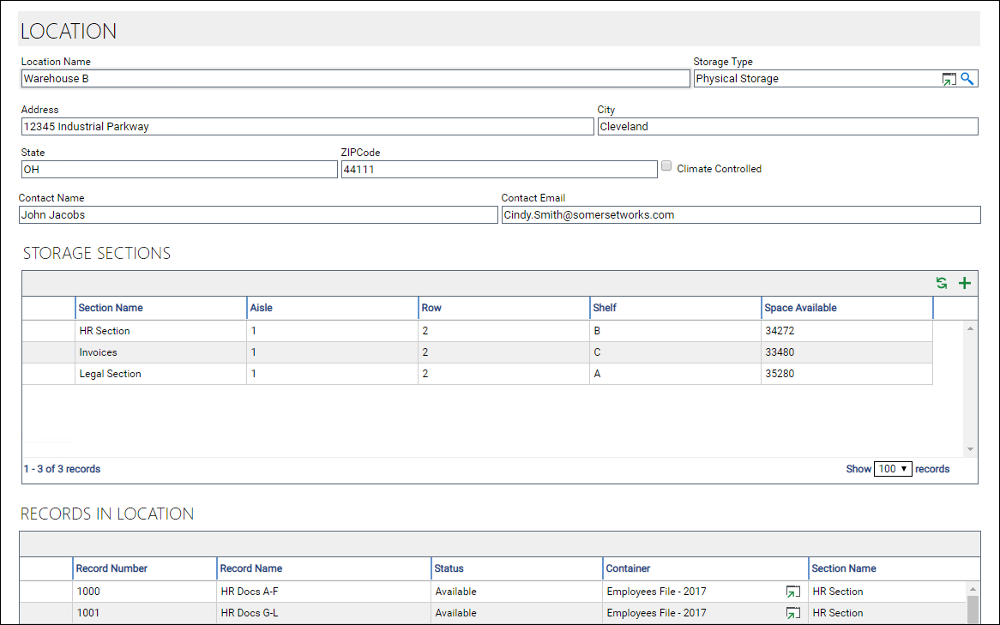 LOCATION
Location Name Storage Type
Warehouse B Physical Storage
Address City
12345 Industrial Parkway Cleveland
State ZIPCode
OH 44111 Climate Controlled
Contact Name Contact Email
John Jacobs Cindy.Smith@somersetworks.com
STORAGE SECTIONS
Section Name Aisle Row Shelf Space Available
HR Section 1 2 B 34272
Invoices 1 2 C 33480
Legal Section 1 2 A 35280
1 - 3 of 3 records Show 100 records
RECORDS IN LOCATION
Record Number Record Name Status Container Section Name
1000 HR Docs A-F Available Employees File - 2017 HR Section
1001 HR Docs G-L Available Employees File - 2017 HR Section